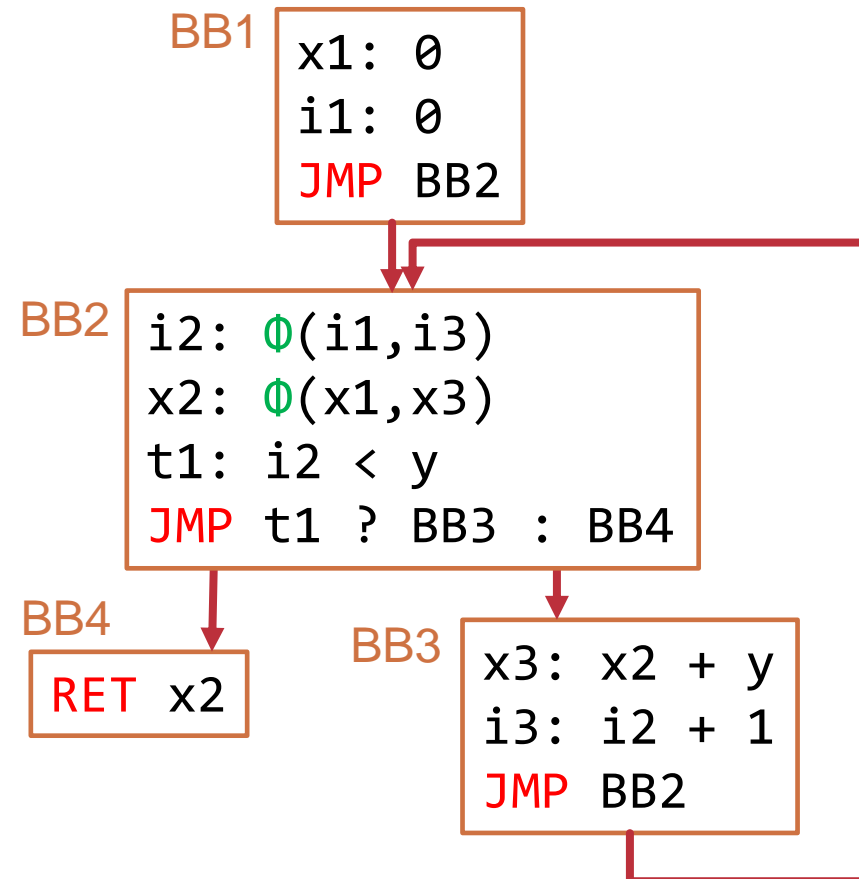 BB1
x1: 0
i1: 0
JMP BB2
BB2
i2: Φ(i1,i3)
x2: Φ(x1,x3)
t1: i2 < y
JMP t1 ? BB3 : BB4
BB4
RET x2
BB3
x3: x2 + y
i3: i2 + 1
JMP BB2